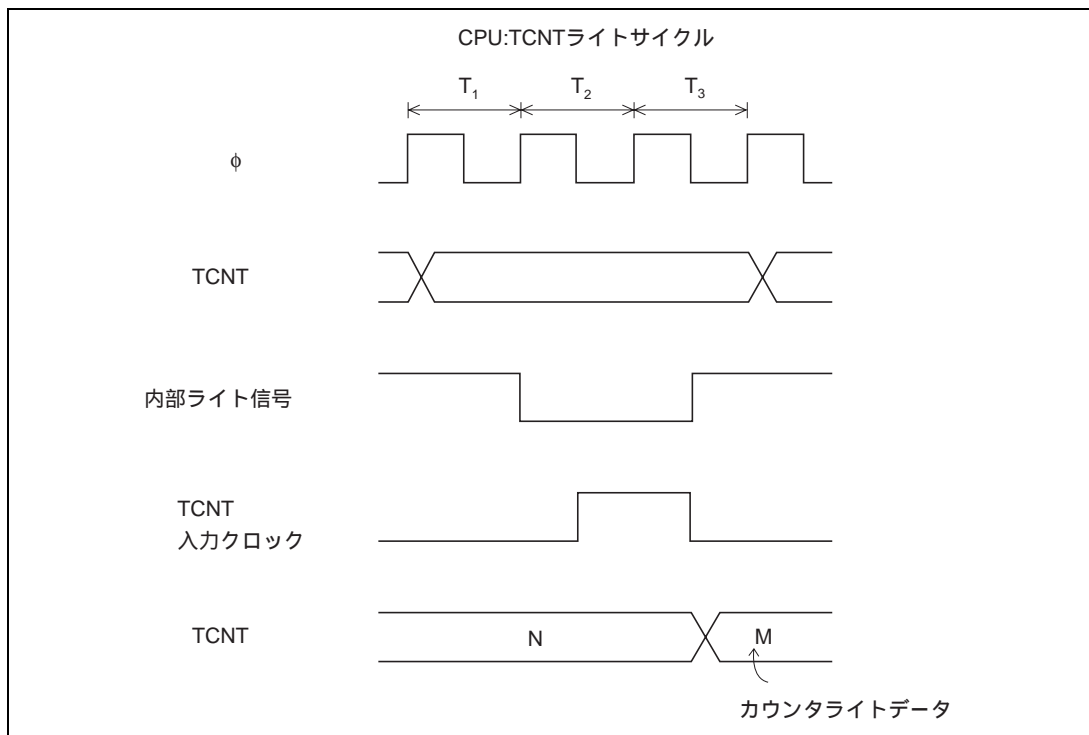 CPU:TCNTライトサイクル
T1 T2 T3
φ
TCNT
内部ライト信号
TCNT
入力クロック
TCNT
N
M
カウンタライトデータ